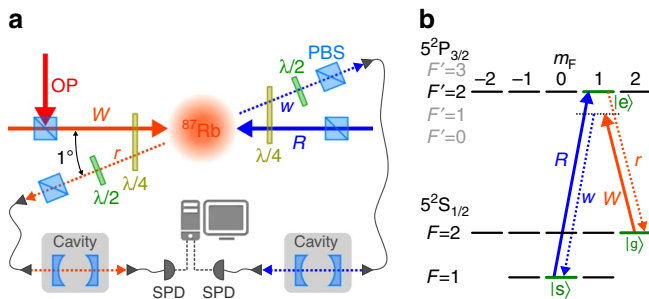 a
OP
W
1°
r
λ/2
λ/4
⁸⁷Rb
PBS
λ/2
w
λ/4
R
Cavity
SPD
SPD
Cavity
b
5²P₃/₂
F′=3
F′=2
F′=1
F′=0
m_F
−2 −1 0 1 2
|e⟩
R
w
W
r
5²S₁/₂
F=2
|g⟩
F=1
|s⟩